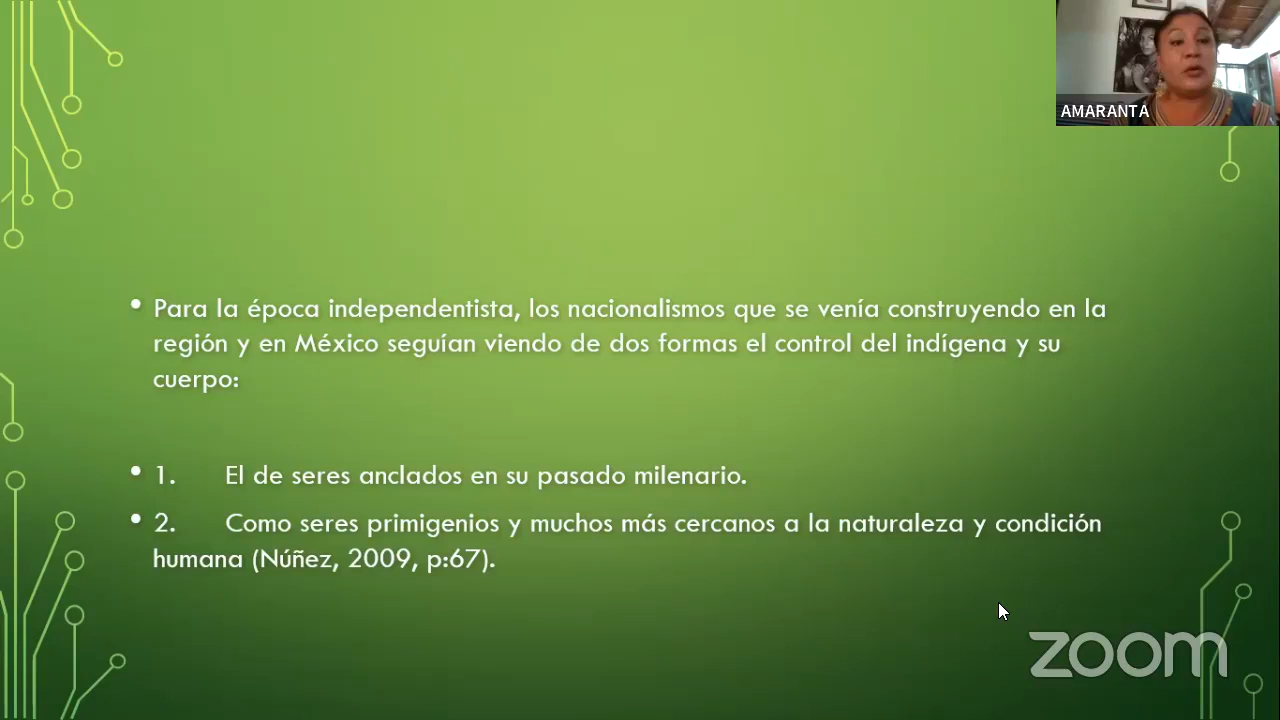 AMARANTA
• Para la época independentista, los nacionalismos que se venía construyendo en la
región y en México seguían viendo de dos formas el control del indígena y su
cuerpo:
• 1. El de seres anclados en su pasado milenario.
• 2. Como seres primigenios y muchos más cercanos a la naturaleza y condición
humana (Núñez, 2009, p:67).
zoom